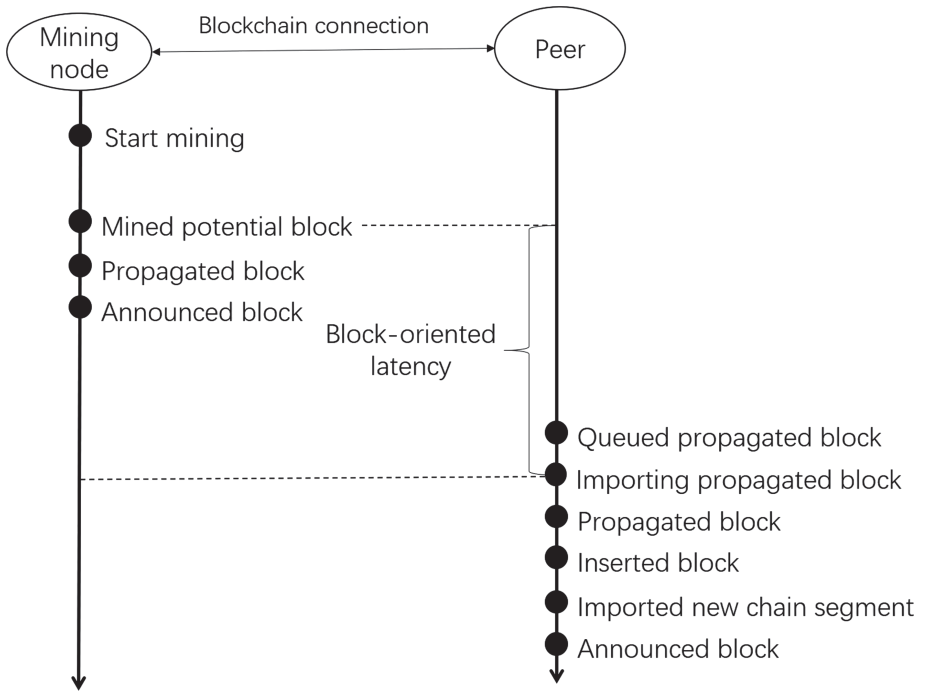 Mining
node
Blockchain connection
Peer
Start mining
Mined potential block
Propagated block
Announced block
Block-oriented
latency
Queued propagated block
Importing propagated block
Propagated block
Inserted block
Imported new chain segment
Announced block